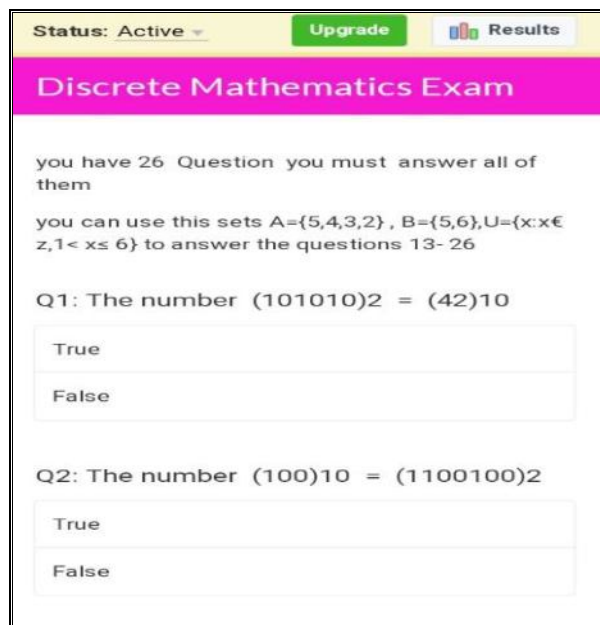 Status: Active
Upgrade
Results
Discrete Mathematics Exam
you have 26 Question you must answer all of
them
you can use this sets A={5,4,3,2} , B={5,6},U={x:x€
z,1< x≤ 6} to answer the questions 13- 26
Q1: The number (101010)2 = (42)10
True
False
Q2: The number (100)10 = (1100100)2
True
False